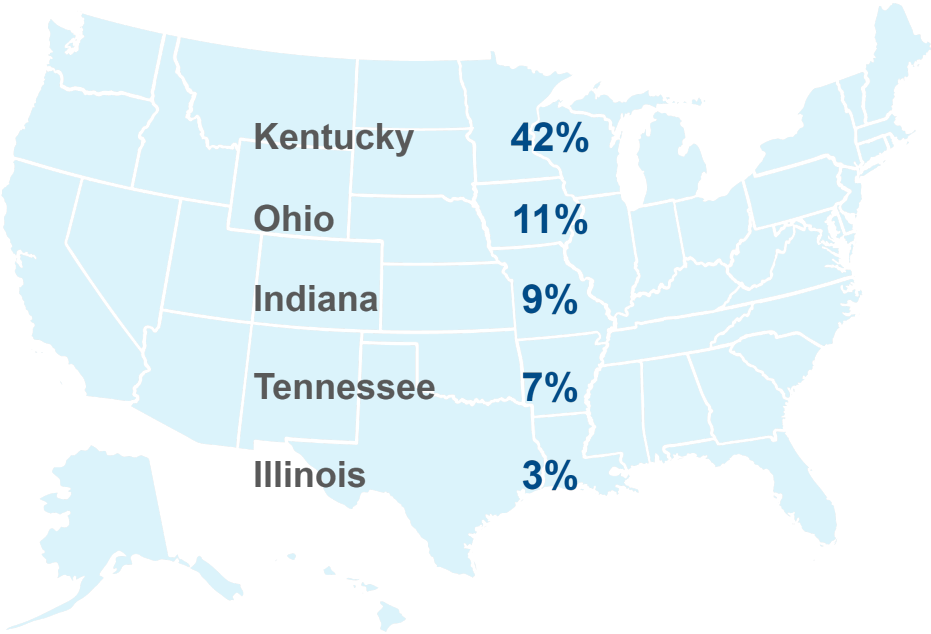 Kentucky 42%
Ohio 11%
Indiana 9%
Tennessee 7%
Illinois 3%